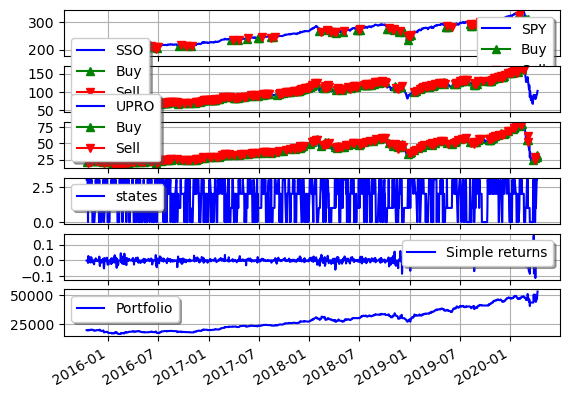 300
200
SPY
Buy
SSO
Buy
Sell
150
100
50
UPRO
Buy
Sell
75
50
25
2.5
0.0
states
0.1
0.0
−0.1
Simple returns
50000
25000
Portfolio
2016-01
2016-07
2017-01
2017-07
2018-01
2018-07
2019-01
2019-07
2020-01